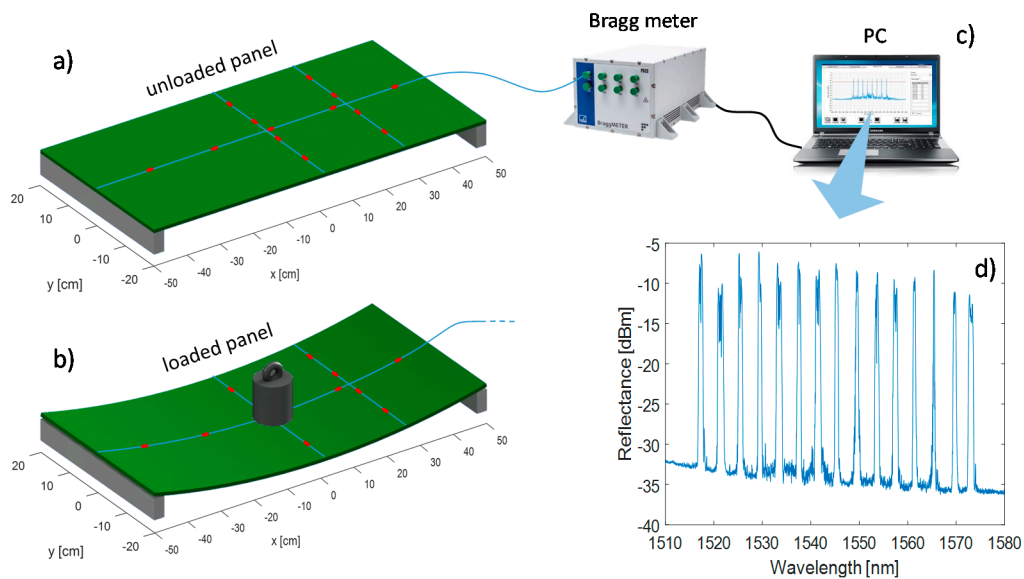 a)
unloaded panel
Bragg meter
PC
c)
BraggMETER
SAMSUNG
20
10
0
-10
-20
y [cm]
-50
-40
-30
-20
-10
0
10
20
30
40
50
x [cm]
b)
loaded panel
20
0
-10
-20
y [cm]
-50
-40
-30
-20
-10
0
10
20
30
40
50
x [cm]
d)
-5
-10
-15
-20
-25
-30
-35
-40
Reflectance [dBm]
1510 1520 1530 1540 1550 1560 1570 1580
Wavelength [nm]